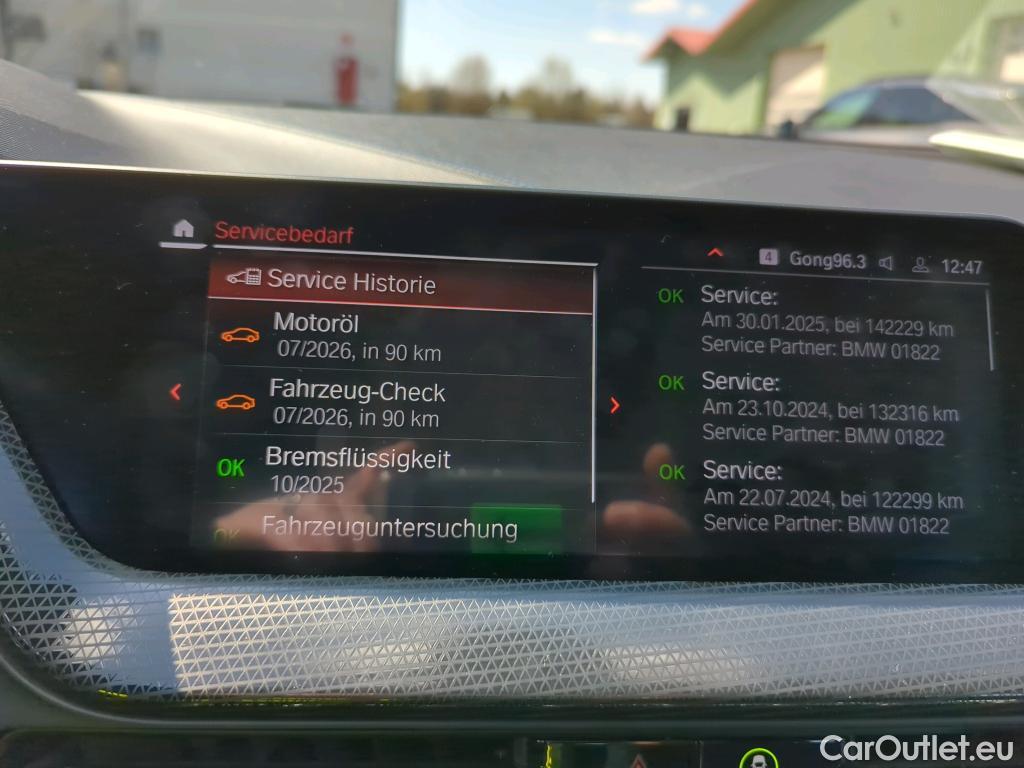 Servicebedarf
4 Gong96.3 12:47
Service Historie
Motoröl
07/2026, in 90 km
Fahrzeug-Check
07/2026, in 90 km
OK Bremsflüssigkeit
10/2025
OK Fahrzeuguntersuchung
OK Service:
Am 30.01.2025, bei 142229 km
Service Partner: BMW 01822
OK Service:
Am 23.10.2024, bei 132316 km
Service Partner: BMW 01822
OK Service:
Am 22.07.2024, bei 122299 km
Service Partner: BMW 01822
CarOutlet.eu